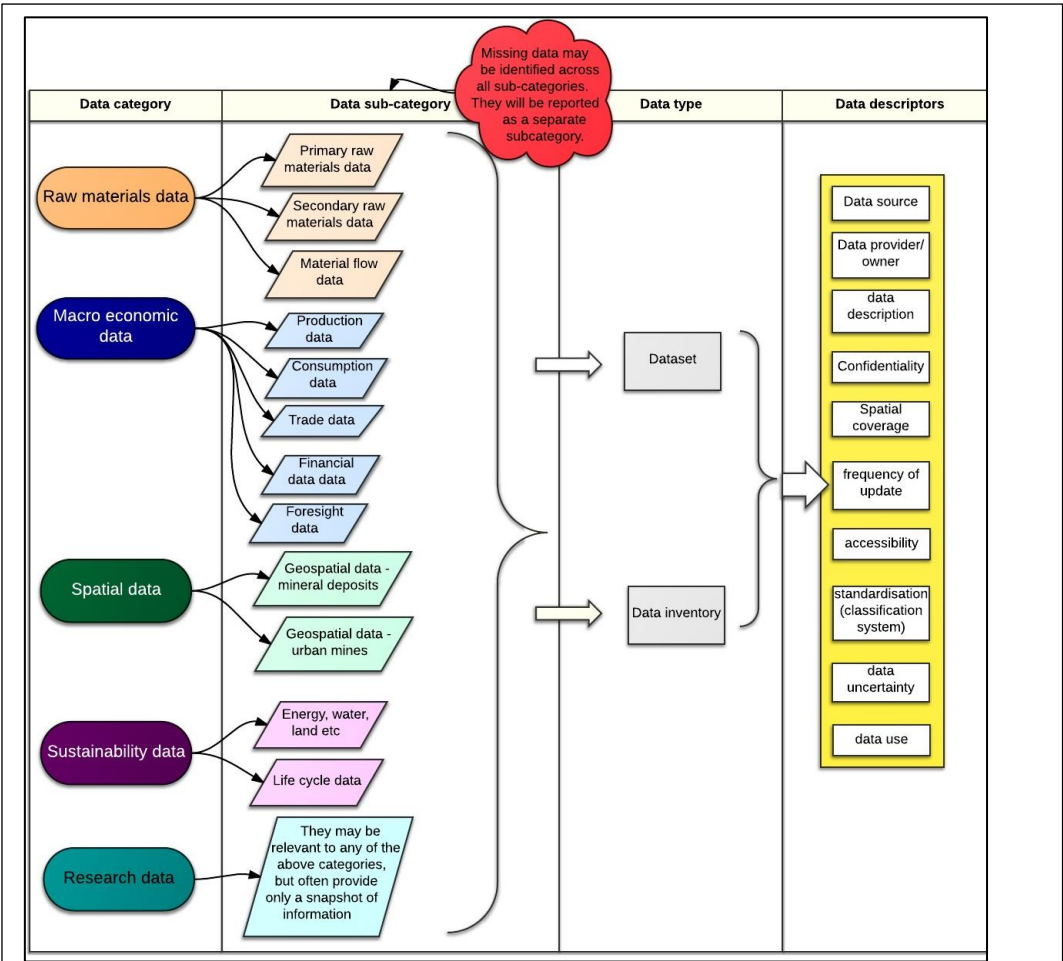 Missing data may
be identified across
all sub-categories.
They will be reported
as a separate
subcategory.
Data category
Data sub-category
Data type
Data descriptors
Raw materials data
Primary raw
materials data
Secondary raw
materials data
Material flow
data
Macro economic
data
Production
data
Consumption
data
Trade data
Financial
data data
Foresight
data
Spatial data
Geospatial data -
mineral deposits
Geospatial data -
urban mines
Sustainability data
Energy, water,
land etc
Life cycle data
Research data
They may be
relevant to any of the
above categories,
but often provide
only a snapshot of
information
Dataset
Data inventory
Data source
Data provider/
owner
data
description
Confidentiality
Spatial
coverage
frequency of
update
accessibility
standardisation
(classification
system)
data
uncertainty
data use